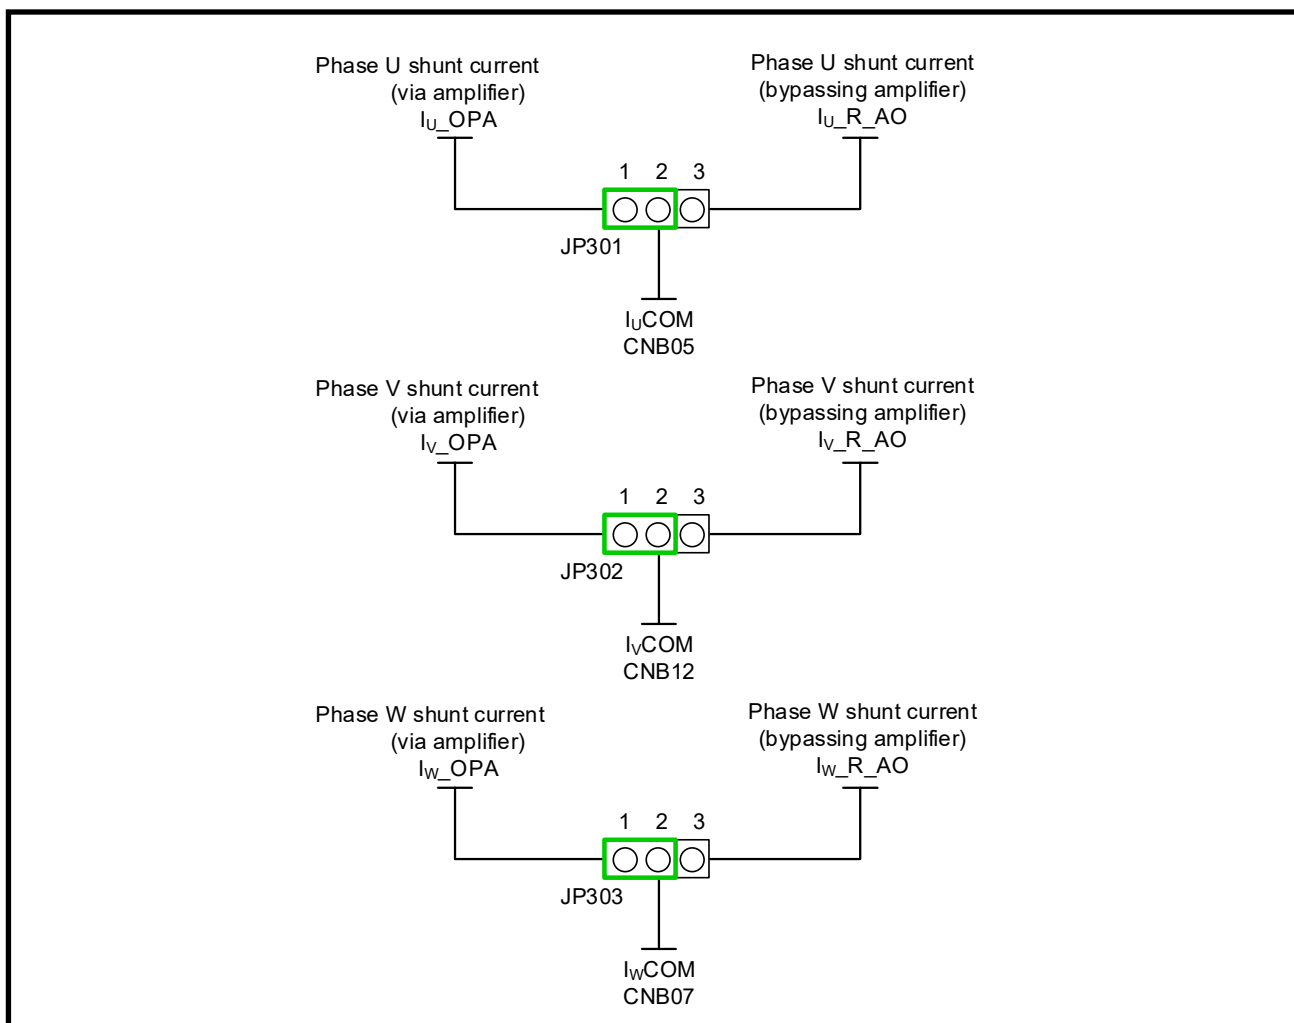 Phase U shunt current
(via amplifier)
IU_OPA
Phase U shunt current
(bypassing amplifier)
IU_R_AO
1 2 3
JP301
IUCOM
CNB05
Phase V shunt current
(via amplifier)
IV_OPA
Phase V shunt current
(bypassing amplifier)
IV_R_AO
1 2 3
JP302
IVCOM
CNB12
Phase W shunt current
(via amplifier)
IW_OPA
Phase W shunt current
(bypassing amplifier)
IW_R_AO
1 2 3
JP303
IWCOM
CNB07